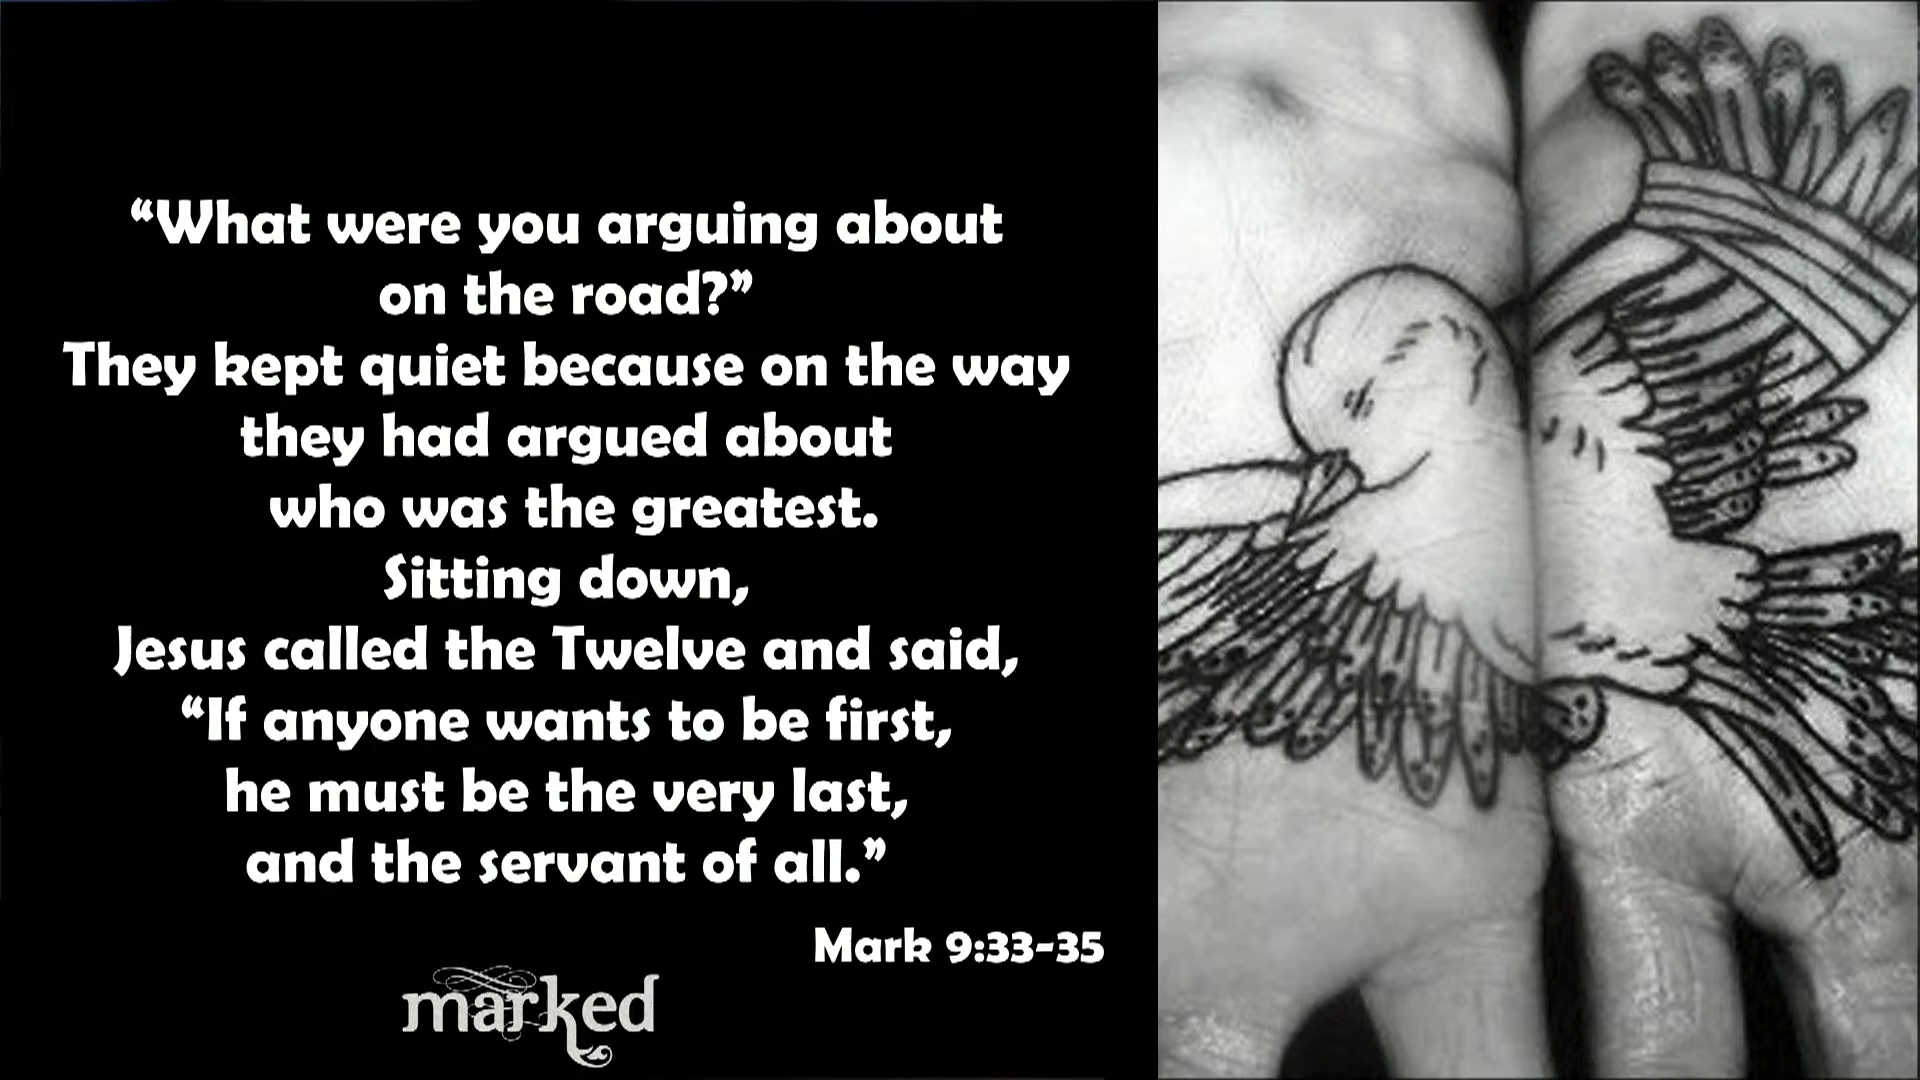 “What were you arguing about
on the road?”
They kept quiet because on the way
they had argued about
who was the greatest.
Sitting down,
Jesus called the Twelve and said,
“If anyone wants to be first,
he must be the very last,
and the servant of all.”
Mark 9:33-35
marked